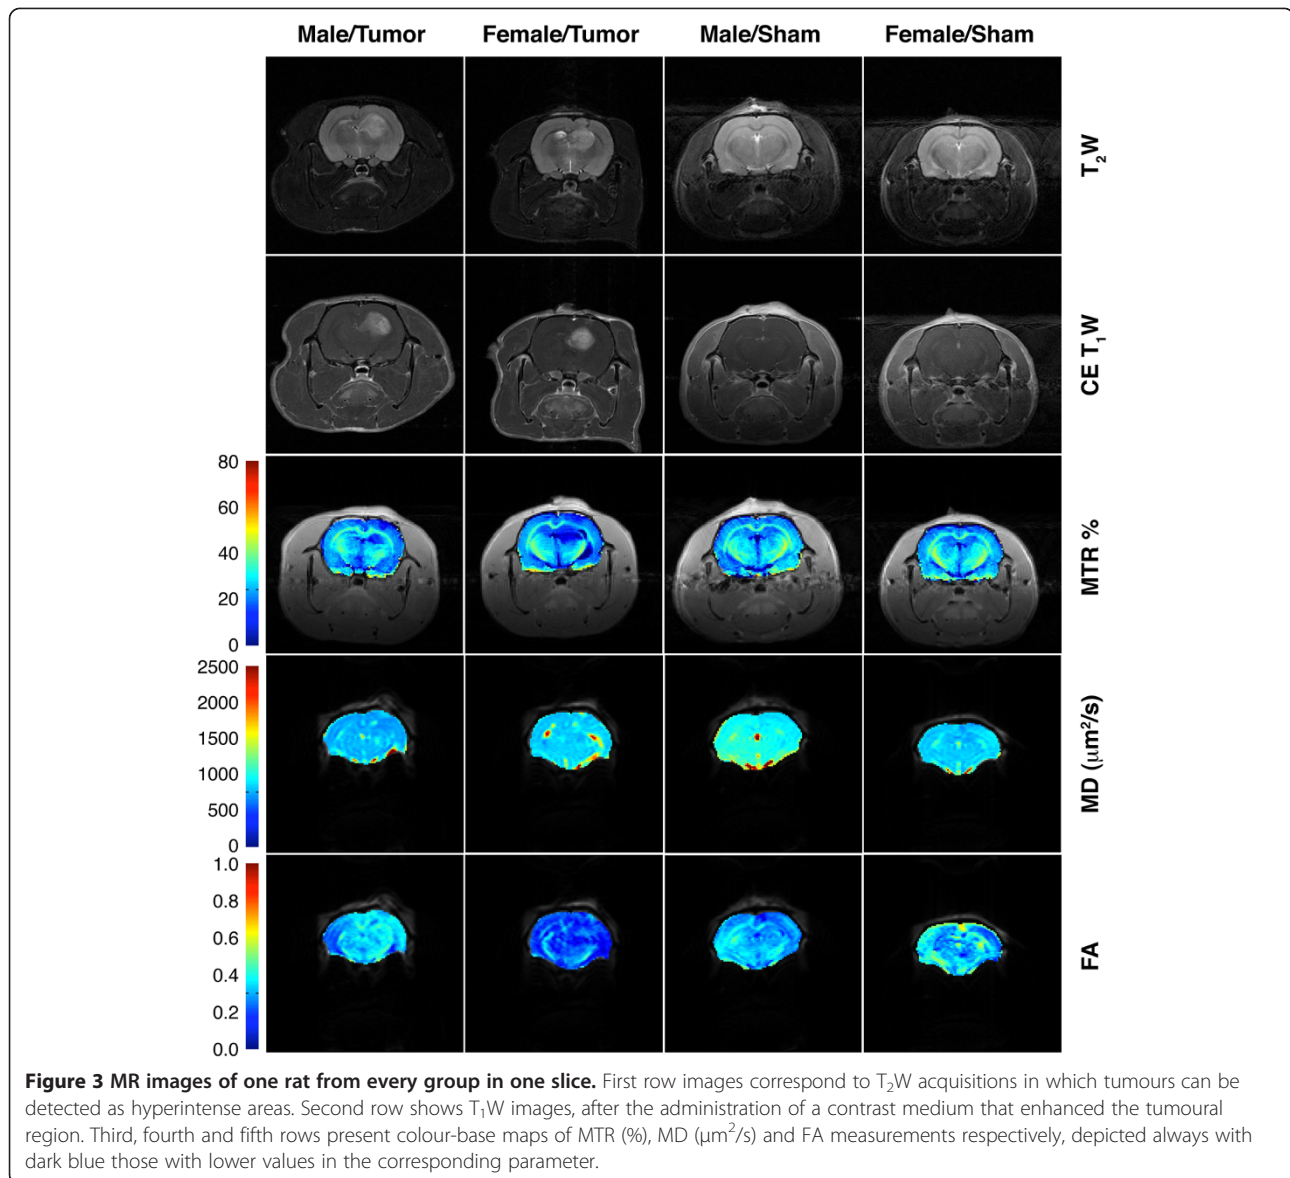 Male/Tumor Female/Tumor Male/Sham Female/Sham
T₂W
CE T₁W
80
60
40
20
0
MTR %
2500
2000
1500
1000
500
0
MD (μm²/s)
1.0
0.8
0.6
0.4
0.2
0.0
FA
Figure 3 MR images of one rat from every group in one slice. First row images correspond to T₂W acquisitions in which tumours can be
detected as hyperintense areas. Second row shows T₁W images, after the administration of a contrast medium that enhanced the tumoural
region. Third, fourth and fifth rows present colour-base maps of MTR (%), MD (μm²/s) and FA measurements respectively, depicted always with
dark blue those with lower values in the corresponding parameter.